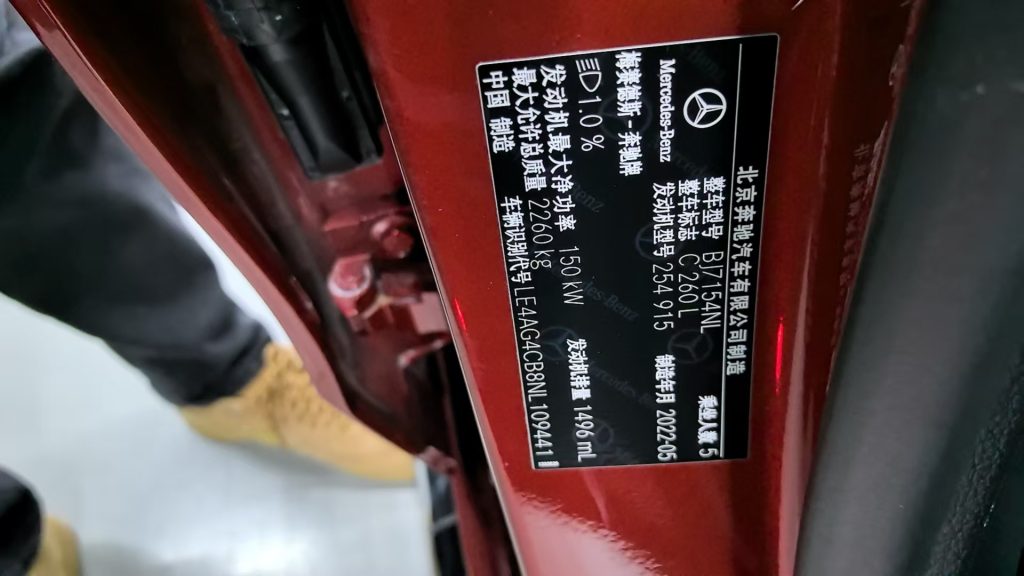 北京奔驰汽车有限公司制造
Mercedes-Benz
梅赛德斯-奔驰牌
整车型号 BJ7154NL 乘坐人数 5
整车标志 C 260 L
发动机型号 264 915 制造年月 2022-05
1.0 %
发动机最大净功率 150 kW 发动机排量 1496 mL
最大允许总质量 2260 kg
中国 制造 车辆识别代号 LE4AG4CB8NL109441